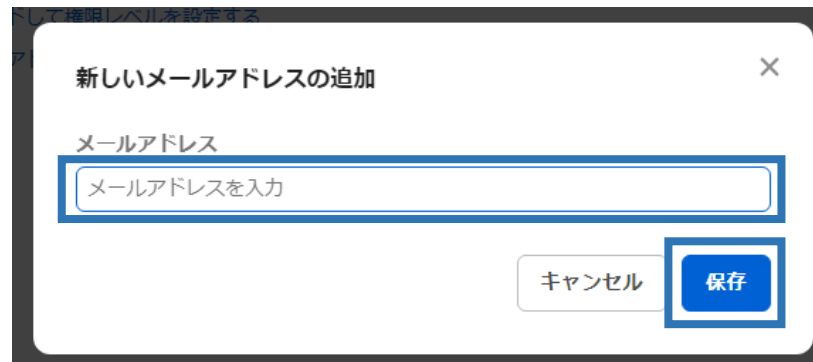 ドして権限レベルを設定する
新しいメールアドレスの追加
メールアドレス
メールアドレスを入力
キャンセル
保存